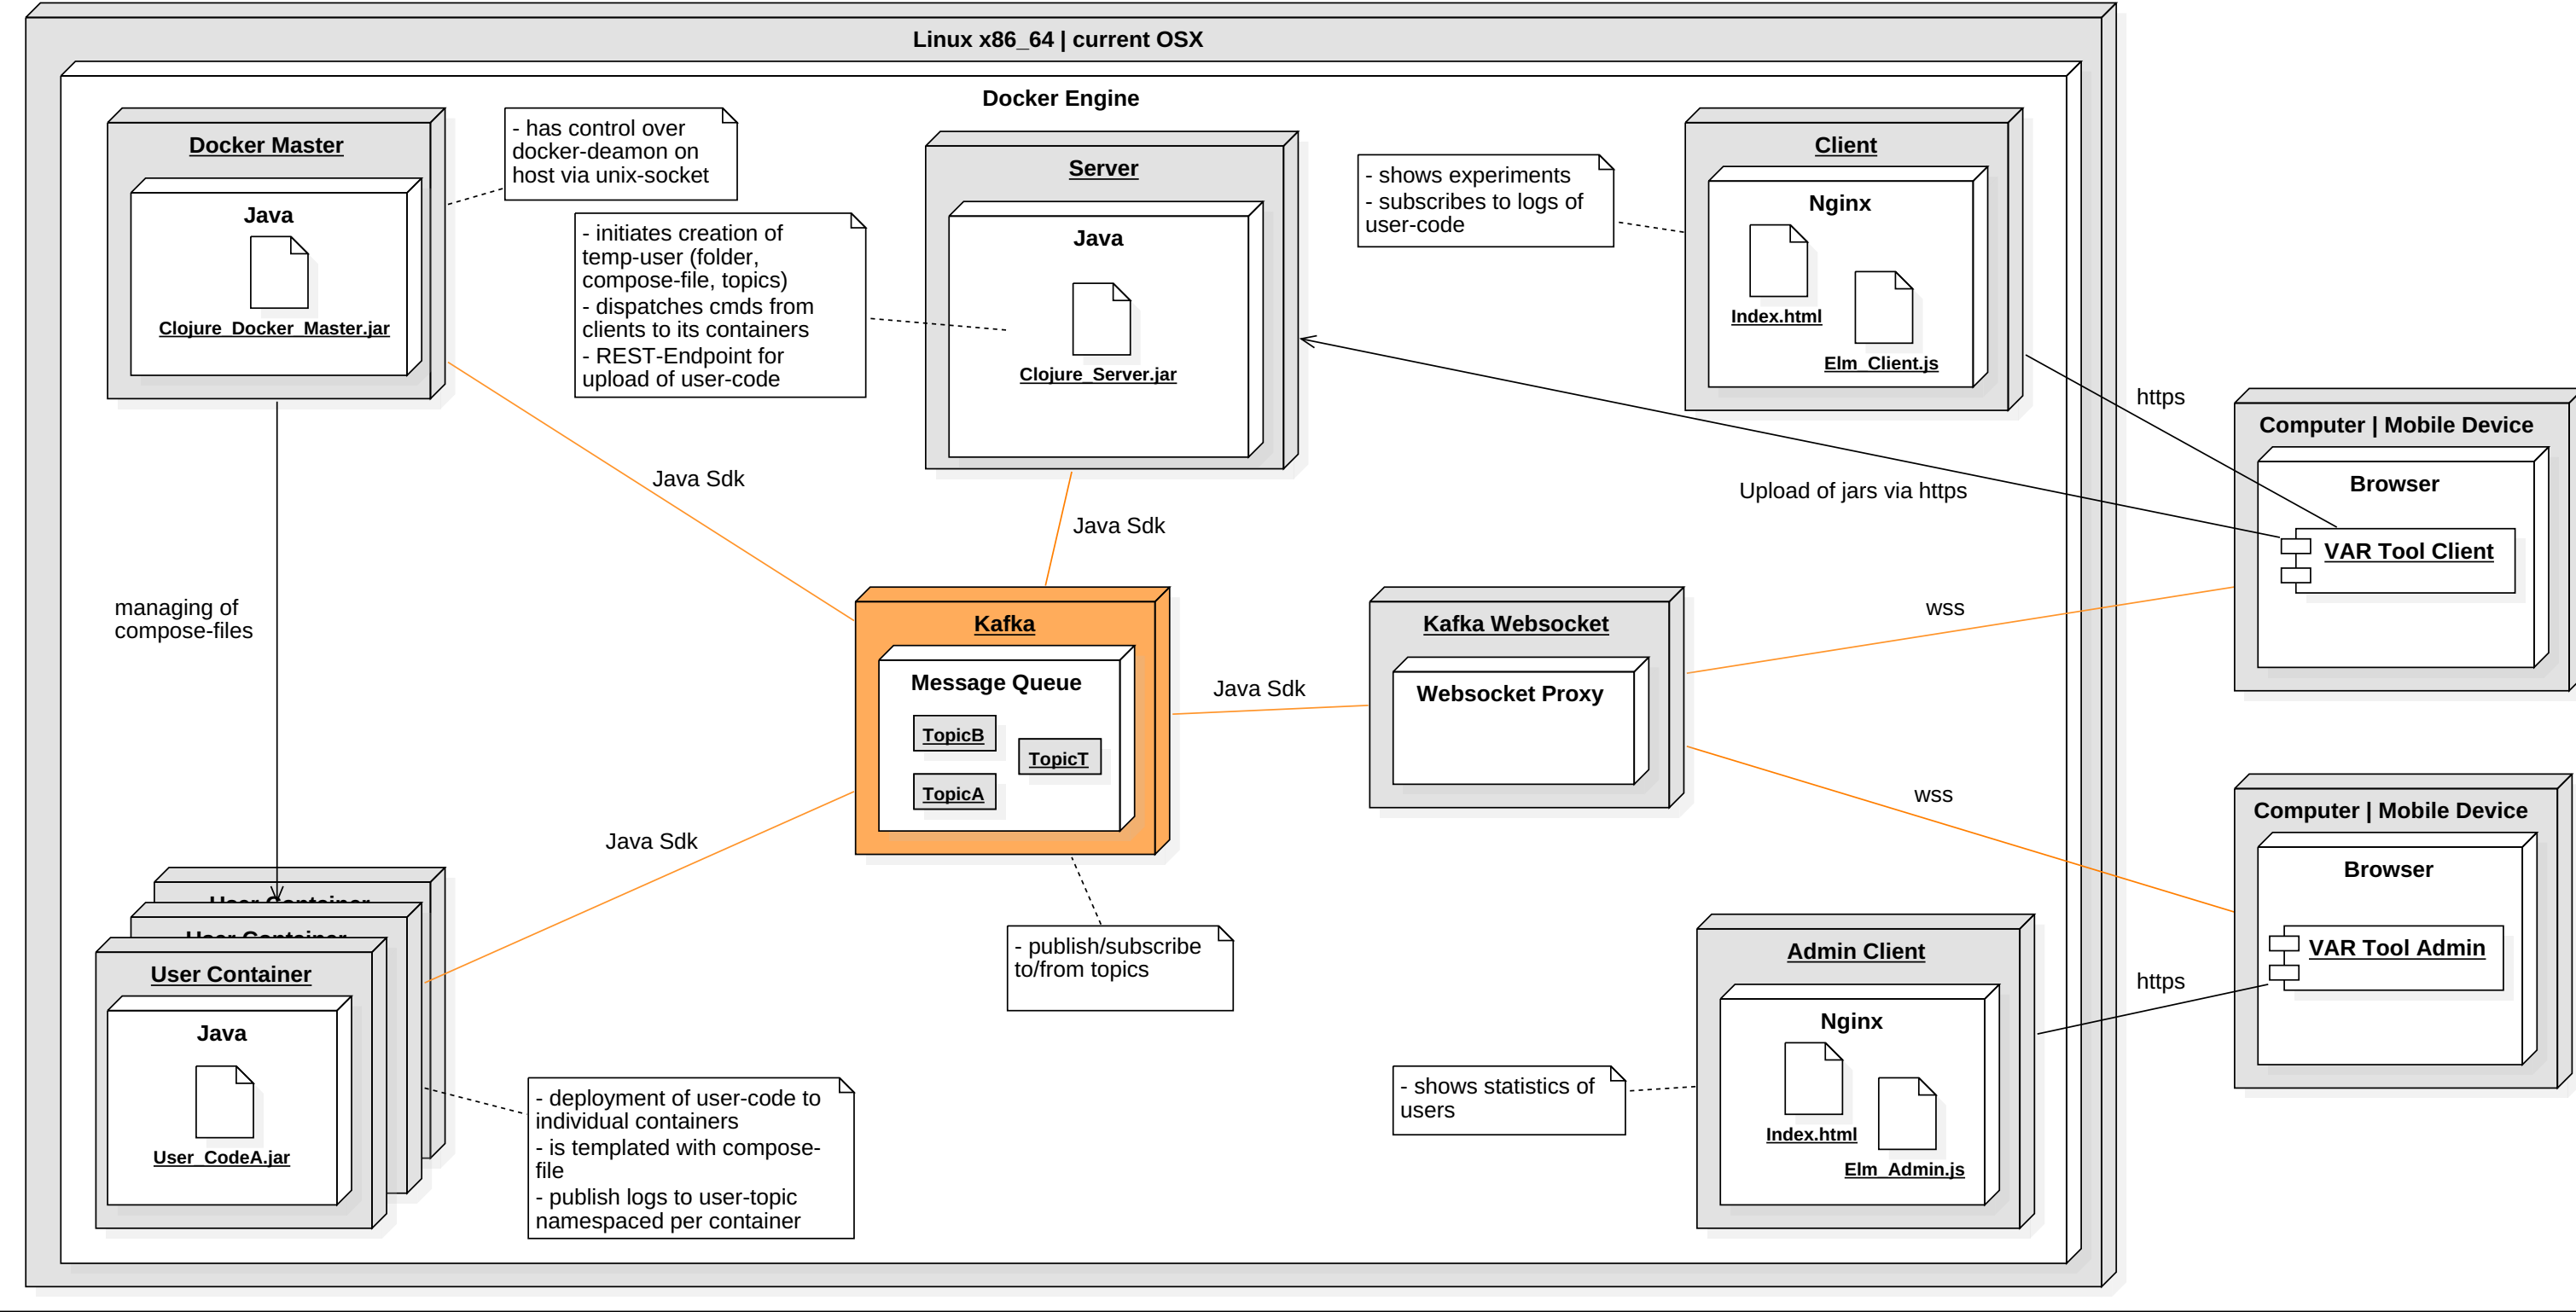 Linux x86_64 | current OSX
Docker Engine
Docker Master
Java
Clojure_Docker_Master.jar
- has control over
docker-deamon on
host via unix-socket
- initiates creation of
temp-user (folder,
compose-file, topics)
- dispatches cmds from
clients to its containers
- REST-Endpoint for
upload of user-code
Server
Java
Clojure_Server.jar
- shows experiments
- subscribes to logs of
user-code
Client
Nginx
Index.html
Elm_Client.js
https
Computer | Mobile Device
Browser
VAR Tool Client
Upload of jars via https
Java Sdk
Java Sdk
managing of
compose-files
Kafka
Message Queue
TopicB
TopicT
TopicA
Java Sdk
Kafka Websocket
Websocket Proxy
wss
wss
Computer | Mobile Device
Browser
VAR Tool Admin
https
Java Sdk
User Container
User Container
User Container
Java
User_CodeA.jar
- deployment of user-code to
individual containers
- is templated with compose-
file
- publish logs to user-topic
namespaced per container
- publish/subscribe
to/from topics
- shows statistics of
users
Admin Client
Nginx
Index.html
Elm_Admin.js